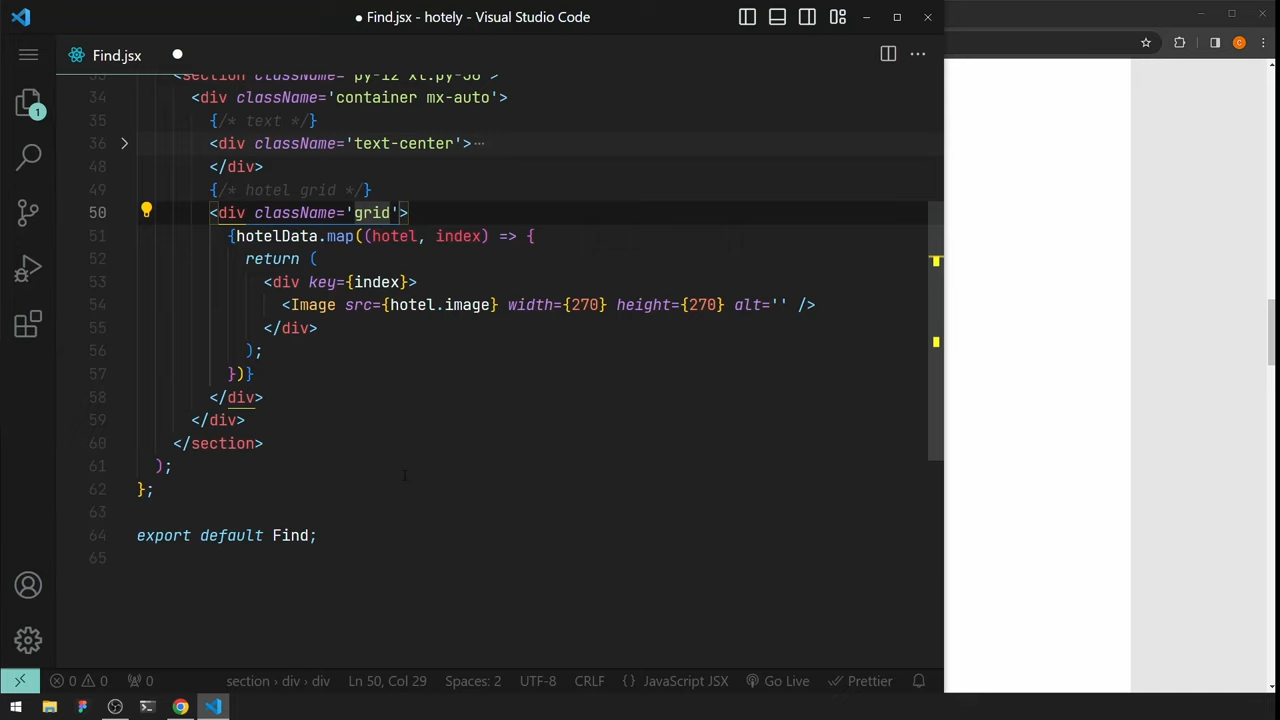 Find.jsx - hotely - Visual Studio Code
Find.jsx
34 <div className='container mx-auto'>
35 {/* text */}
36 <div className='text-center'>⋯
48 </div>
49 {/* hotel grid */}
50 <div className='grid'>
51 {hotelData.map((hotel, index) => {
52 return (
53 <div key={index}>
54 <Image src={hotel.image} width={270} height={270} alt='' />
55 </div>
56 );
57 })}
58 </div>
59 </div>
60 </section>
61 );
62 };
63
64 export default Find;
65
1
0 0 0 section › div › div Ln 50, Col 29 Spaces: 2 UTF-8 CRLF {} JavaScript JSX Go Live Prettier
C